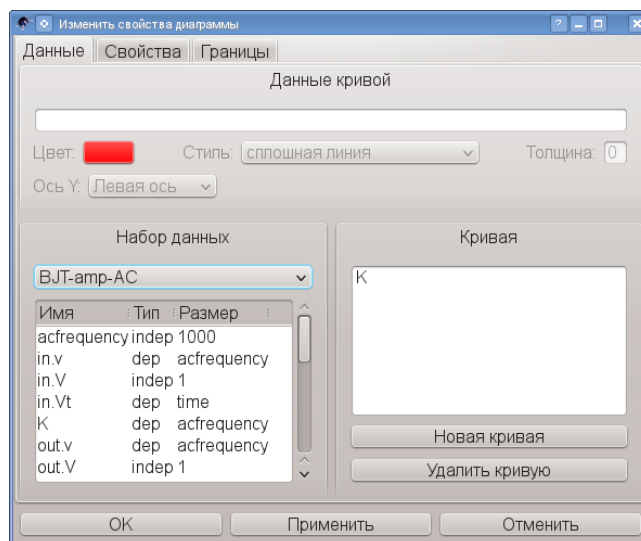 Изменить свойства диаграммы
Данные Свойства Границы
Данные кривой
Цвет: Стиль: сплошная линия Толщина: 0
Ось Y: Левая ось
Набор данных
BJT-amp-AC
Имя Тип Размер
acfrequency indep 1000
in.v dep acfrequency
in.V indep 1
in.Vt dep time
K dep acfrequency
out.v dep acfrequency
out.V indep 1
Кривая
K
Новая кривая
Удалить кривую
OK Применить Отменить